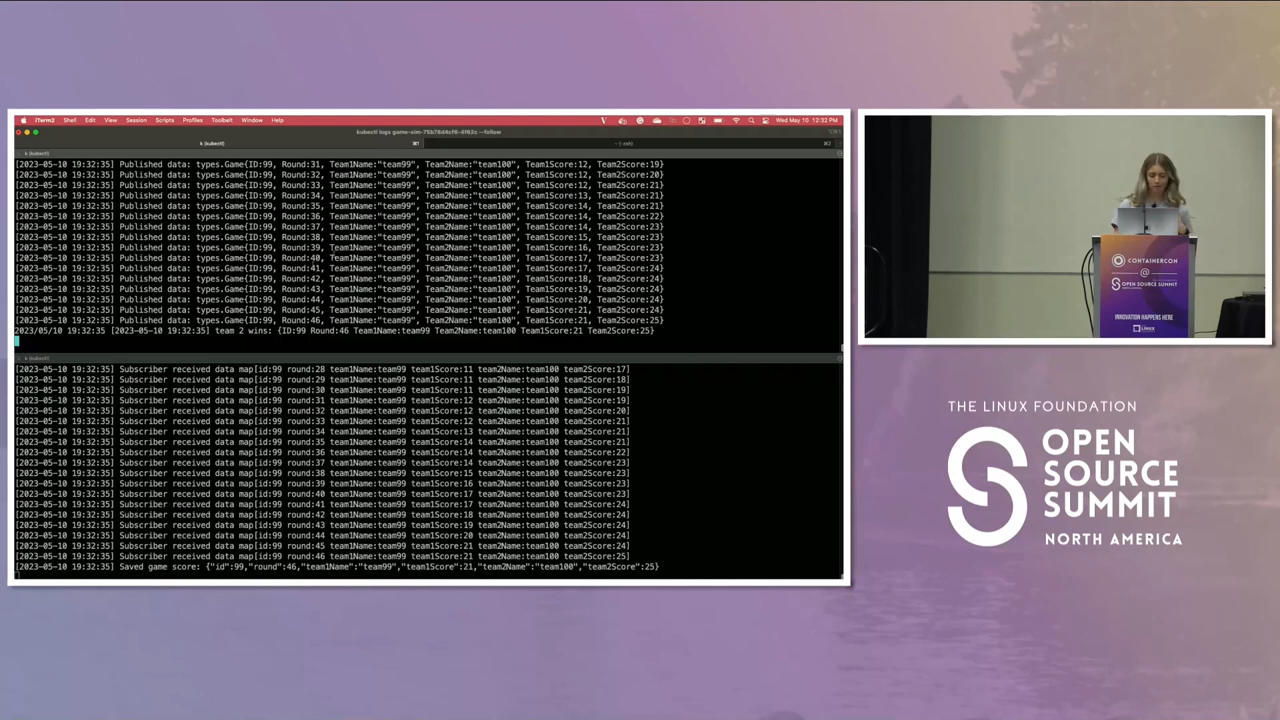 iTerm2 Shell Edit View Session Scripts Profiles Toolbelt Window Help
Wed May 10 12:32 PM
kubectl logs game-sim-75b78d4cf6-4f62c --follow
k (kubectl) ⌘1 ~ (-zsh) ⌘2
k (kubectl)
[2023-05-10 19:32:35] Published data: types.Game{ID:99, Round:31, Team1Name:"team99", Team2Name:"team100", Team1Score:12, Team2Score:19}
[2023-05-10 19:32:35] Published data: types.Game{ID:99, Round:32, Team1Name:"team99", Team2Name:"team100", Team1Score:12, Team2Score:20}
[2023-05-10 19:32:35] Published data: types.Game{ID:99, Round:33, Team1Name:"team99", Team2Name:"team100", Team1Score:12, Team2Score:21}
[2023-05-10 19:32:35] Published data: types.Game{ID:99, Round:34, Team1Name:"team99", Team2Name:"team100", Team1Score:13, Team2Score:21}
[2023-05-10 19:32:35] Published data: types.Game{ID:99, Round:35, Team1Name:"team99", Team2Name:"team100", Team1Score:14, Team2Score:21}
[2023-05-10 19:32:35] Published data: types.Game{ID:99, Round:36, Team1Name:"team99", Team2Name:"team100", Team1Score:14, Team2Score:22}
[2023-05-10 19:32:35] Published data: types.Game{ID:99, Round:37, Team1Name:"team99", Team2Name:"team100", Team1Score:14, Team2Score:23}
[2023-05-10 19:32:35] Published data: types.Game{ID:99, Round:38, Team1Name:"team99", Team2Name:"team100", Team1Score:15, Team2Score:23}
[2023-05-10 19:32:35] Published data: types.Game{ID:99, Round:39, Team1Name:"team99", Team2Name:"team100", Team1Score:16, Team2Score:23}
[2023-05-10 19:32:35] Published data: types.Game{ID:99, Round:40, Team1Name:"team99", Team2Name:"team100", Team1Score:17, Team2Score:23}
[2023-05-10 19:32:35] Published data: types.Game{ID:99, Round:41, Team1Name:"team99", Team2Name:"team100", Team1Score:17, Team2Score:24}
[2023-05-10 19:32:35] Published data: types.Game{ID:99, Round:42, Team1Name:"team99", Team2Name:"team100", Team1Score:18, Team2Score:24}
[2023-05-10 19:32:35] Published data: types.Game{ID:99, Round:43, Team1Name:"team99", Team2Name:"team100", Team1Score:19, Team2Score:24}
[2023-05-10 19:32:35] Published data: types.Game{ID:99, Round:44, Team1Name:"team99", Team2Name:"team100", Team1Score:20, Team2Score:24}
[2023-05-10 19:32:35] Published data: types.Game{ID:99, Round:45, Team1Name:"team99", Team2Name:"team100", Team1Score:21, Team2Score:24}
[2023-05-10 19:32:35] Published data: types.Game{ID:99, Round:46, Team1Name:"team99", Team2Name:"team100", Team1Score:21, Team2Score:25}
2023/05/10 19:32:35 [2023-05-10 19:32:35] team 2 wins: {ID:99 Round:46 Team1Name:team99 Team2Name:team100 Team1Score:21 Team2Score:25}
k (kubectl)
[2023-05-10 19:32:35] Subscriber received data map[id:99 round:28 team1Name:team99 team1Score:11 team2Name:team100 team2Score:17]
[2023-05-10 19:32:35] Subscriber received data map[id:99 round:29 team1Name:team99 team1Score:11 team2Name:team100 team2Score:18]
[2023-05-10 19:32:35] Subscriber received data map[id:99 round:30 team1Name:team99 team1Score:11 team2Name:team100 team2Score:19]
[2023-05-10 19:32:35] Subscriber received data map[id:99 round:31 team1Name:team99 team1Score:12 team2Name:team100 team2Score:19]
[2023-05-10 19:32:35] Subscriber received data map[id:99 round:32 team1Name:team99 team1Score:12 team2Name:team100 team2Score:20]
[2023-05-10 19:32:35] Subscriber received data map[id:99 round:33 team1Name:team99 team1Score:12 team2Name:team100 team2Score:21]
[2023-05-10 19:32:35] Subscriber received data map[id:99 round:34 team1Name:team99 team1Score:13 team2Name:team100 team2Score:21]
[2023-05-10 19:32:35] Subscriber received data map[id:99 round:35 team1Name:team99 team1Score:14 team2Name:team100 team2Score:21]
[2023-05-10 19:32:35] Subscriber received data map[id:99 round:36 team1Name:team99 team1Score:14 team2Name:team100 team2Score:22]
[2023-05-10 19:32:35] Subscriber received data map[id:99 round:37 team1Name:team99 team1Score:14 team2Name:team100 team2Score:23]
[2023-05-10 19:32:35] Subscriber received data map[id:99 round:38 team1Name:team99 team1Score:15 team2Name:team100 team2Score:23]
[2023-05-10 19:32:35] Subscriber received data map[id:99 round:39 team1Name:team99 team1Score:16 team2Name:team100 team2Score:23]
[2023-05-10 19:32:35] Subscriber received data map[id:99 round:40 team1Name:team99 team1Score:17 team2Name:team100 team2Score:23]
[2023-05-10 19:32:35] Subscriber received data map[id:99 round:41 team1Name:team99 team1Score:17 team2Name:team100 team2Score:24]
[2023-05-10 19:32:35] Subscriber received data map[id:99 round:42 team1Name:team99 team1Score:18 team2Name:team100 team2Score:24]
[2023-05-10 19:32:35] Subscriber received data map[id:99 round:43 team1Name:team99 team1Score:19 team2Name:team100 team2Score:24]
[2023-05-10 19:32:35] Subscriber received data map[id:99 round:44 team1Name:team99 team1Score:20 team2Name:team100 team2Score:24]
[2023-05-10 19:32:35] Subscriber received data map[id:99 round:45 team1Name:team99 team1Score:21 team2Name:team100 team2Score:24]
[2023-05-10 19:32:35] Subscriber received data map[id:99 round:46 team1Name:team99 team1Score:21 team2Name:team100 team2Score:25]
[2023-05-10 19:32:35] Saved game score: {"id":99,"round":46,"team1Name":"team99","team1Score":21,"team2Name":"team100","team2Score":25}
CONTAINERCON
@
OPEN SOURCE SUMMIT
INNOVATION HAPPENS HERE
LINUX
THE LINUX FOUNDATION
OPEN
SOURCE
SUMMIT
NORTH AMERICA